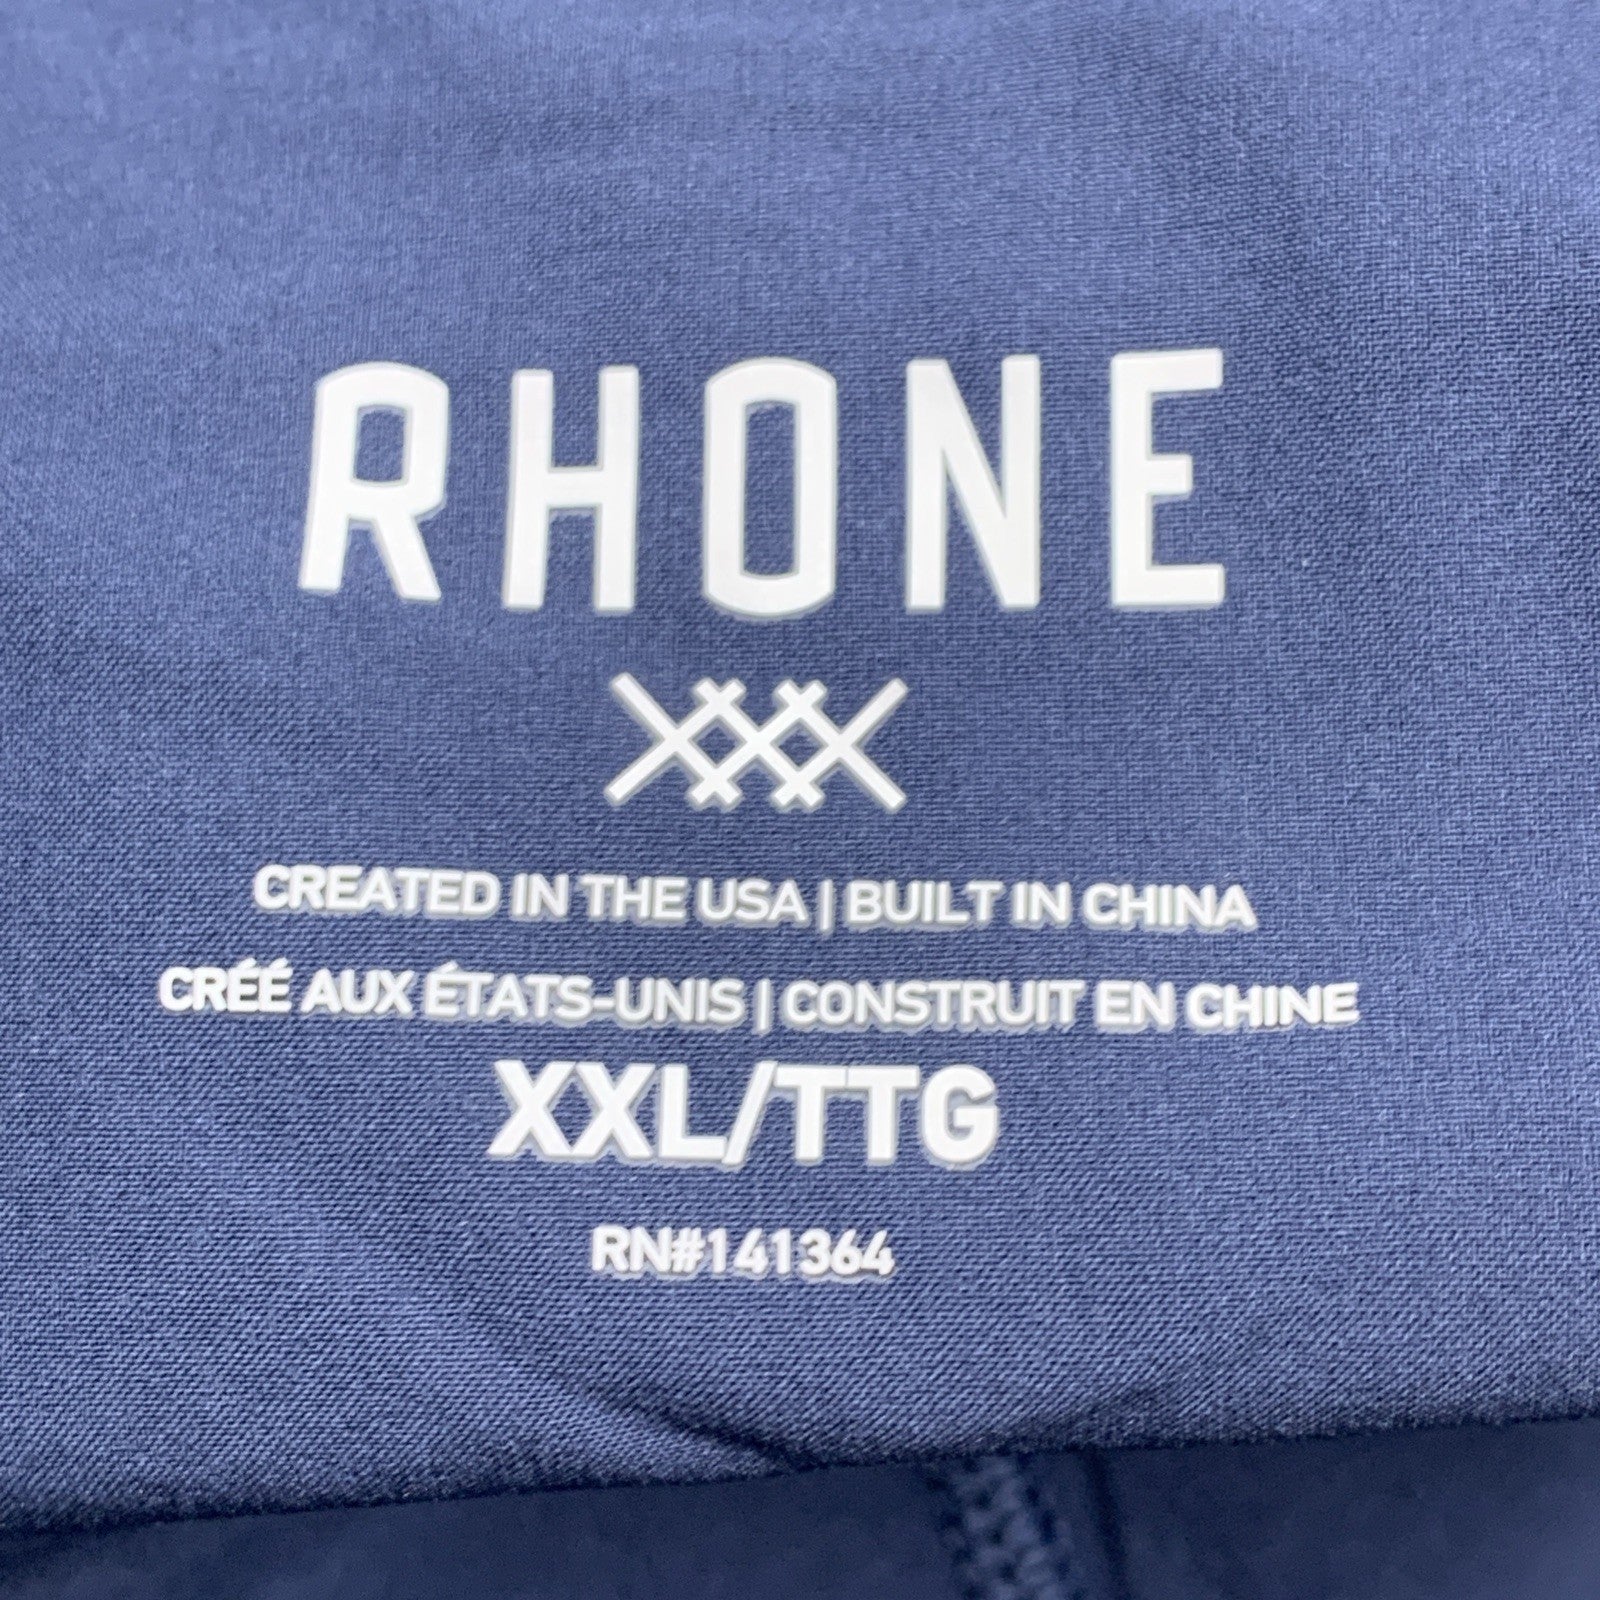 RHONE
CREATED IN THE USA | BUILT IN CHINA
CRÉÉ AUX ÉTATS-UNIS | CONSTRUIT EN CHINE
XXL/TTG
RN#141364